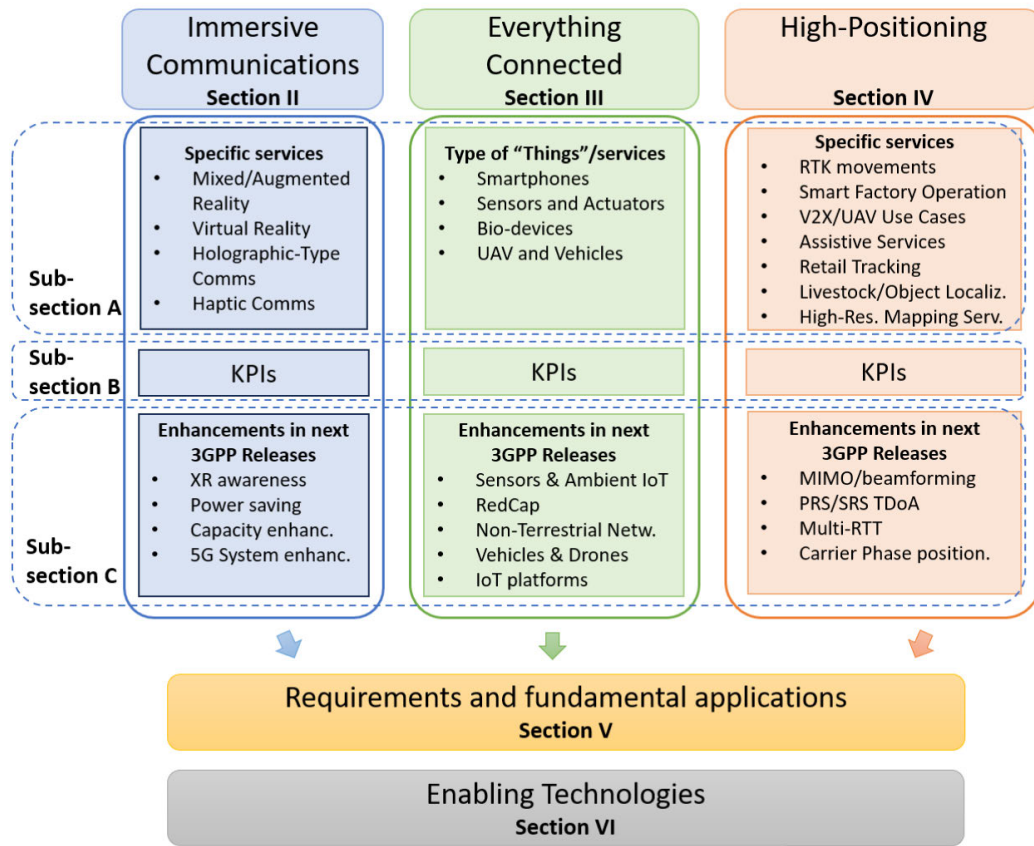 Immersive
Communications
Section II
Everything
Connected
Section III
High-Positioning
Section IV
Sub-
section A
Specific services
• Mixed/Augmented
Reality
• Virtual Reality
• Holographic-Type
Comms
• Haptic Comms
Type of “Things”/services
• Smartphones
• Sensors and Actuators
• Bio-devices
• UAV and Vehicles
Specific services
• RTK movements
• Smart Factory Operation
• V2X/UAV Use Cases
• Assistive Services
• Retail Tracking
• Livestock/Object Localiz.
• High-Res. Mapping Serv.
Sub-
section B
KPIs
KPIs
KPIs
Sub-
section C
Enhancements in next
3GPP Releases
• XR awareness
• Power saving
• Capacity enhanc.
• 5G System enhanc.
Enhancements in next
3GPP Releases
• Sensors & Ambient IoT
• RedCap
• Non-Terrestrial Netw.
• Vehicles & Drones
• IoT platforms
Enhancements in next
3GPP Releases
• MIMO/beamforming
• PRS/SRS TDoA
• Multi-RTT
• Carrier Phase position.
Requirements and fundamental applications
Section V
Enabling Technologies
Section VI